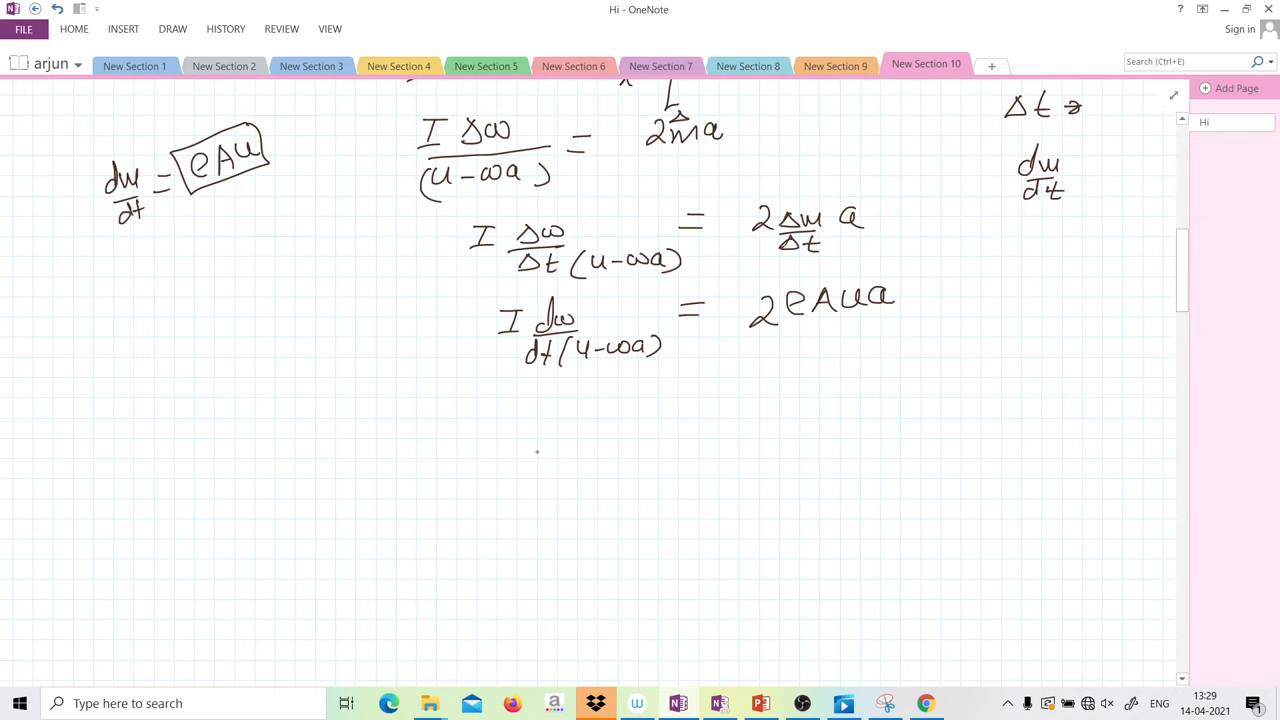 Hi - OneNote
Sign in
FILE HOME INSERT DRAW HISTORY REVIEW VIEW
arjun New Section 1 New Section 2 New Section 3 New Section 4 New Section 5 New Section 6 New Section 7 New Section 8 New Section 9 New Section 10 +
Search (Ctrl+E)
Add Page
Hi
I Δω / (u-ωa) = 2Δma
Δt →
dm/dt = ρAu
dm/dt
I Δω/Δt(u-ωa) = 2 Δm/Δt a
I dω/dt(u-ωa) = 2ρAua
Type here to search
ENG
13:29
14-04-2021